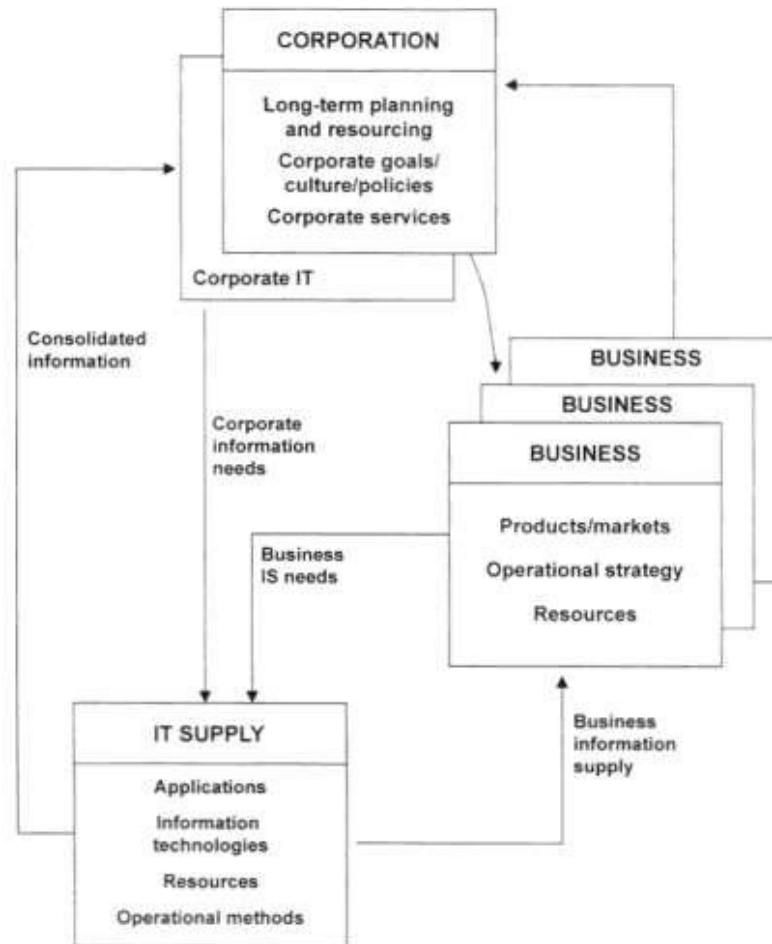 CORPORATION
Long-term planning
and resourcing
Corporate goals/
culture/policies
Corporate services
Corporate IT
Consolidated
information
Corporate
information
needs
BUSINESS
BUSINESS
BUSINESS
Products/markets
Operational strategy
Resources
Business
IS needs
IT SUPPLY
Applications
Information
technologies
Resources
Operational methods
Business
information
supply